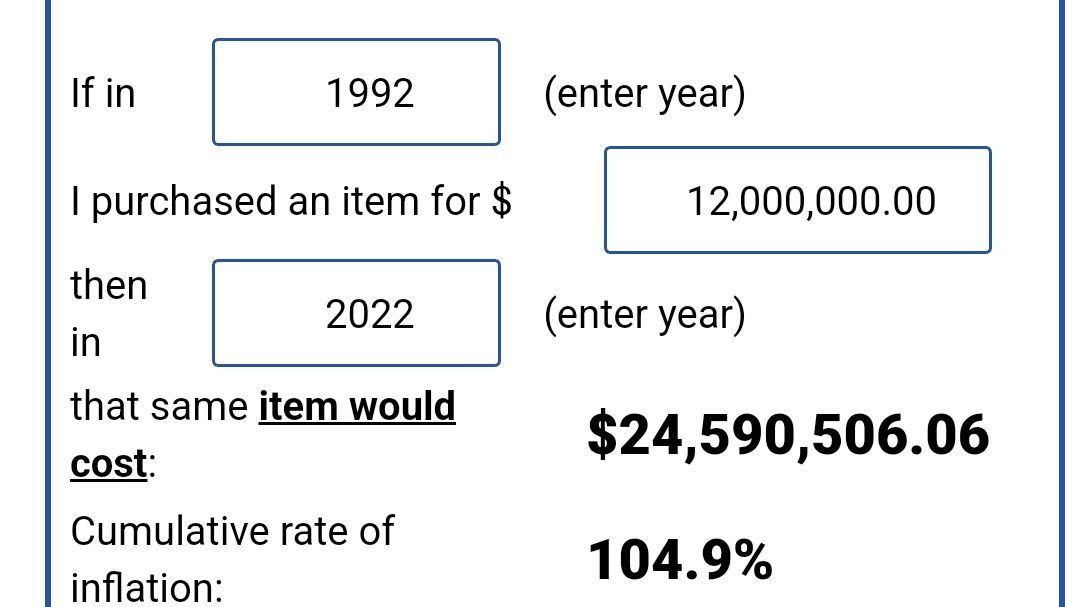 If in 1992 (enter year)
I purchased an item for $ 12,000,000.00
then
in 2022 (enter year)
that same item would
cost: $24,590,506.06
Cumulative rate of
inflation: 104.9%